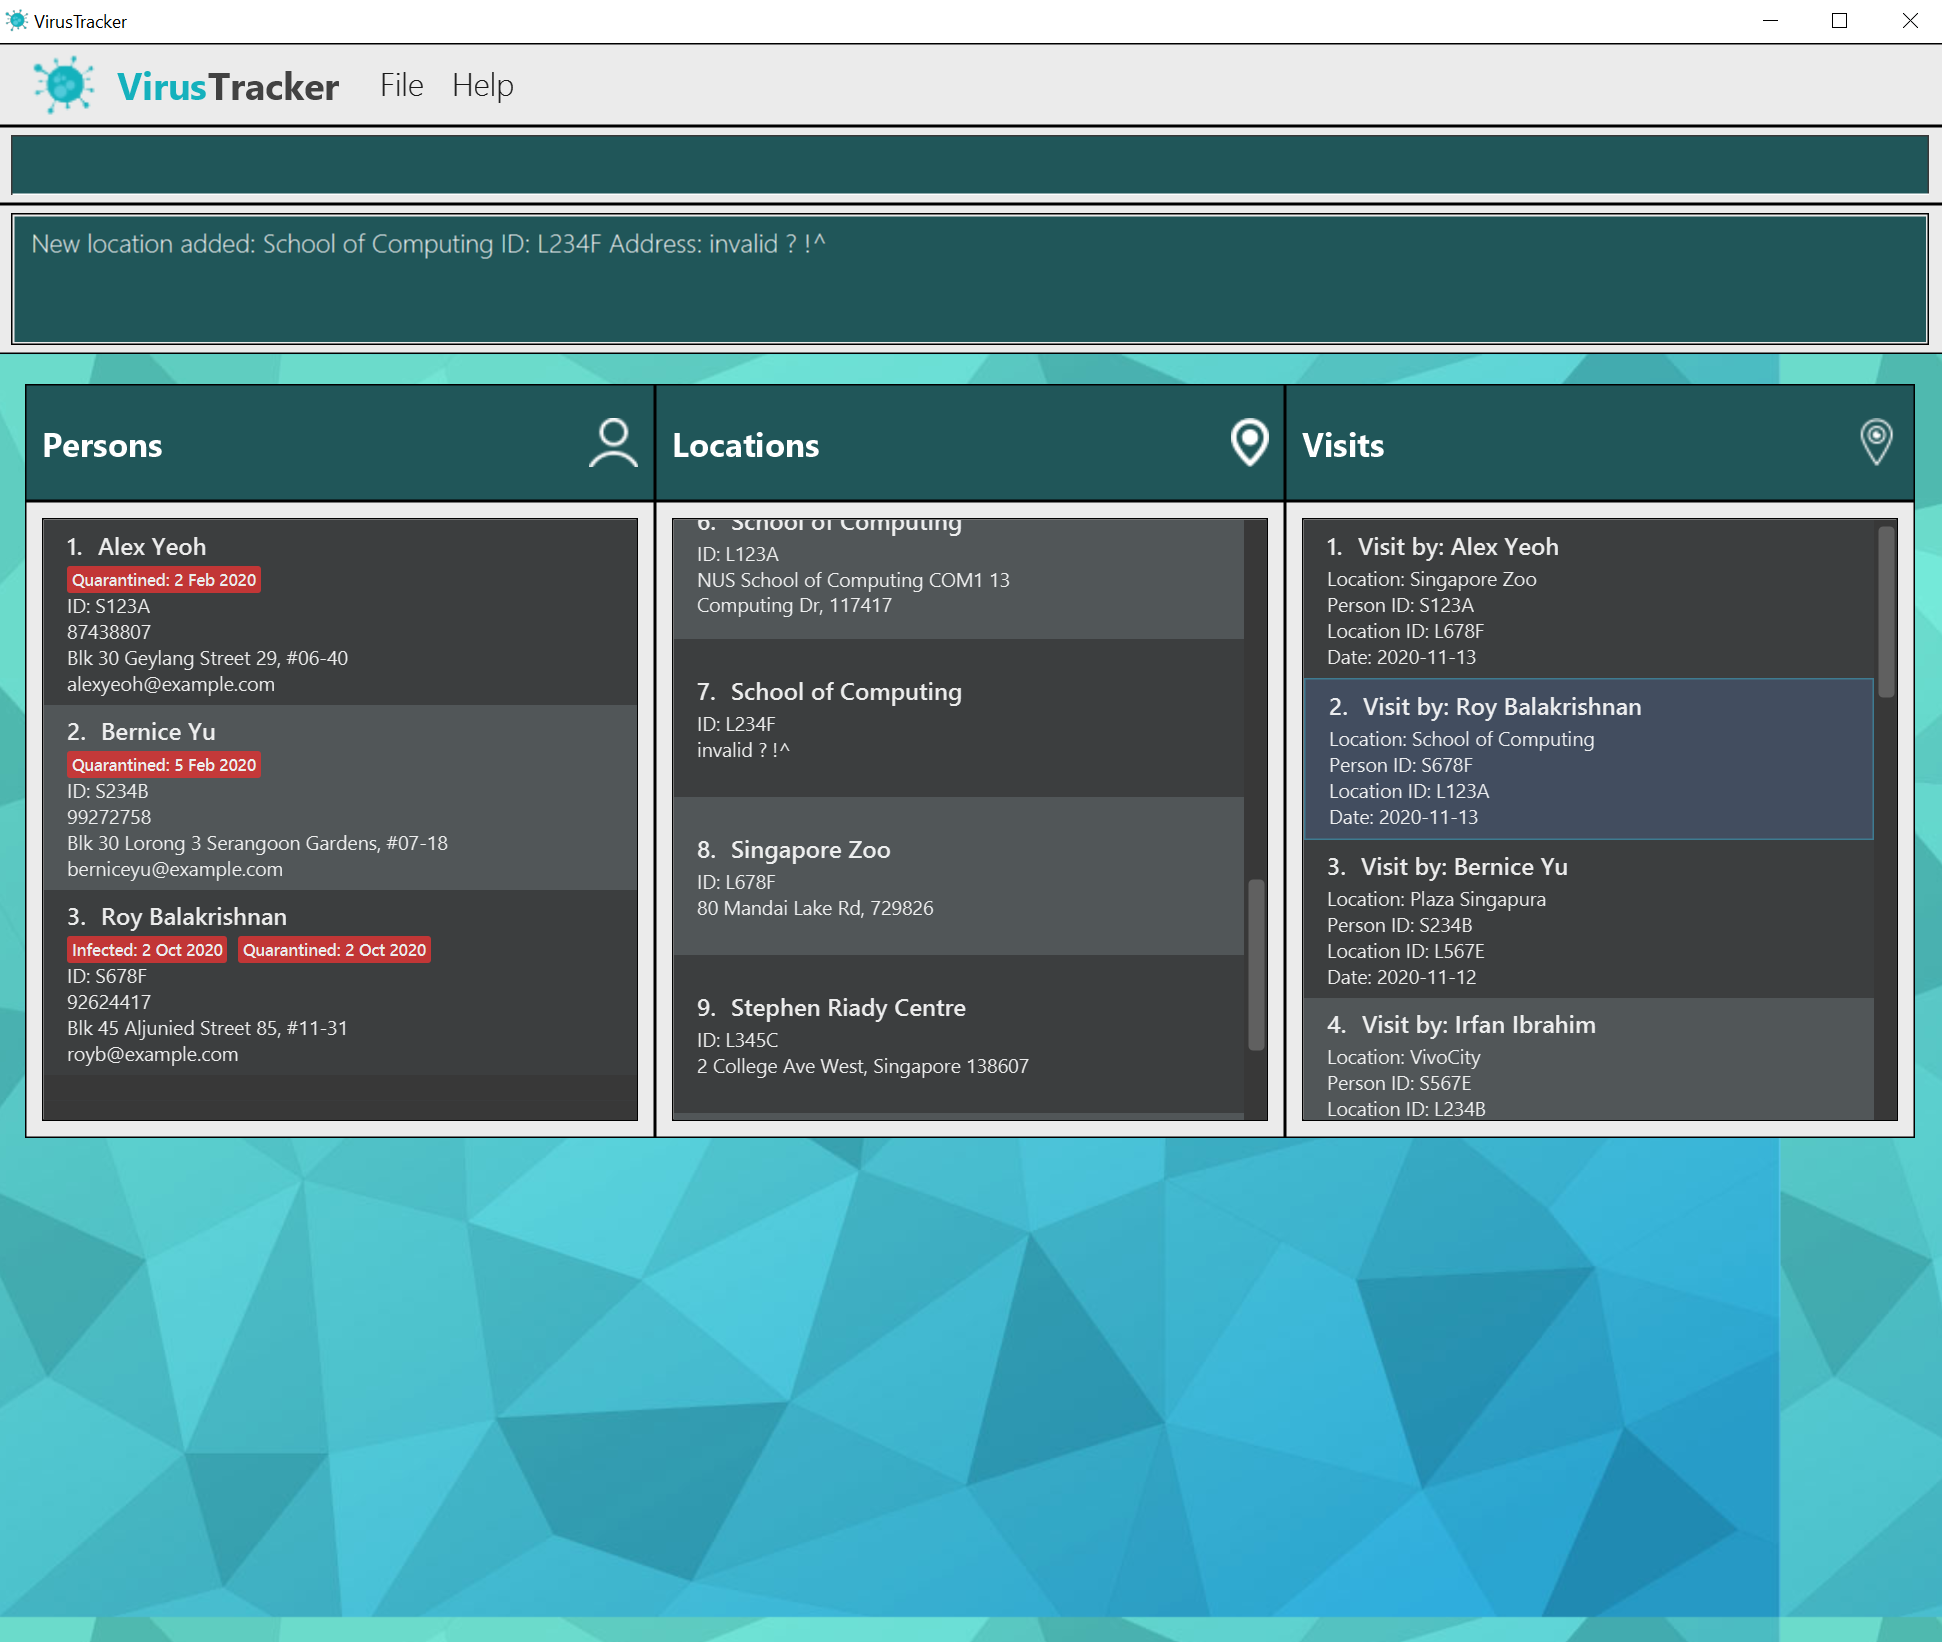 VirusTracker
VirusTracker File Help
New location added: School of Computing ID: L234F Address: invalid ? !^
Persons
1. Alex Yeoh
Quarantined: 2 Feb 2020
ID: S123A
87438807
Blk 30 Geylang Street 29, #06-40
alexyeoh@example.com
2. Bernice Yu
Quarantined: 5 Feb 2020
ID: S234B
99272758
Blk 30 Lorong 3 Serangoon Gardens, #07-18
berniceyu@example.com
3. Roy Balakrishnan
Infected: 2 Oct 2020 Quarantined: 2 Oct 2020
ID: S678F
92624417
Blk 45 Aljunied Street 85, #11-31
royb@example.com
Locations
6. School of Computing
ID: L123A
NUS School of Computing COM1 13
Computing Dr, 117417
7. School of Computing
ID: L234F
invalid ? !^
8. Singapore Zoo
ID: L678F
80 Mandai Lake Rd, 729826
9. Stephen Riady Centre
ID: L345C
2 College Ave West, Singapore 138607
Visits
1. Visit by: Alex Yeoh
Location: Singapore Zoo
Person ID: S123A
Location ID: L678F
Date: 2020-11-13
2. Visit by: Roy Balakrishnan
Location: School of Computing
Person ID: S678F
Location ID: L123A
Date: 2020-11-13
3. Visit by: Bernice Yu
Location: Plaza Singapura
Person ID: S234B
Location ID: L567E
Date: 2020-11-12
4. Visit by: Irfan Ibrahim
Location: VivoCity
Person ID: S567E
Location ID: L234B